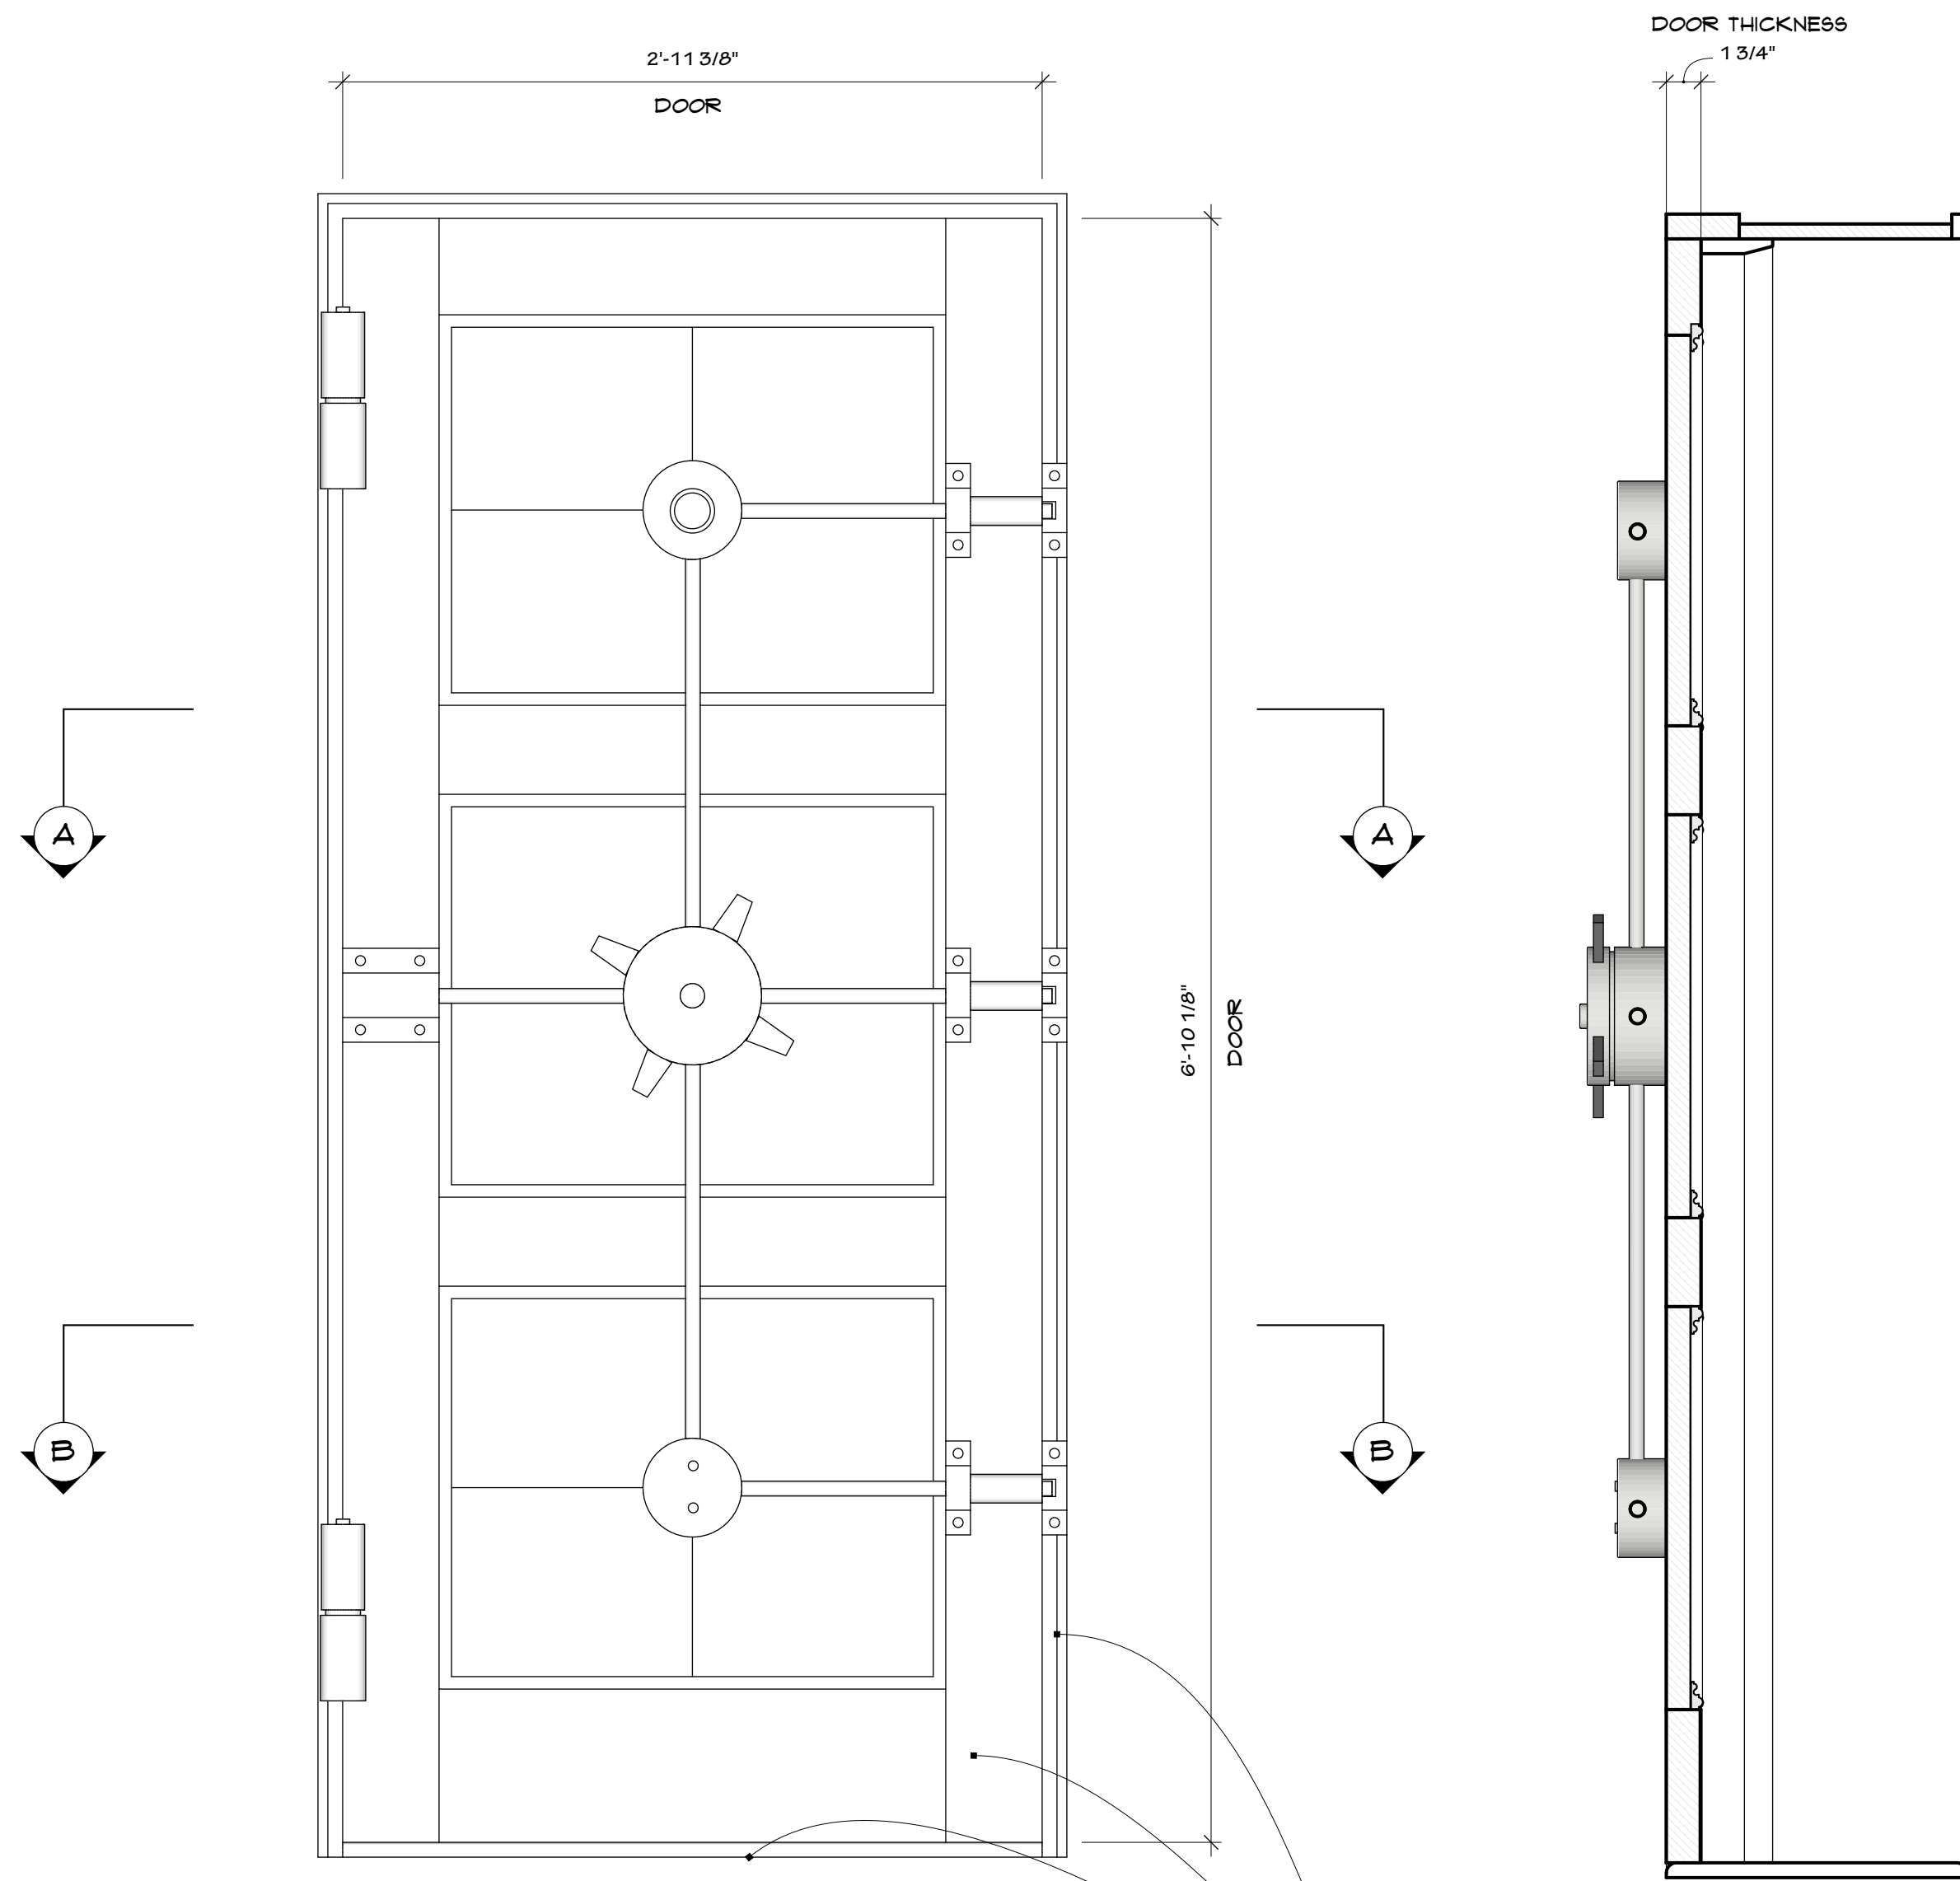 DOOR THICKNESS
1 3/4"
2'-11 3/8"
DOOR
A
A
6'-10 1/8"
DOOR
B
B